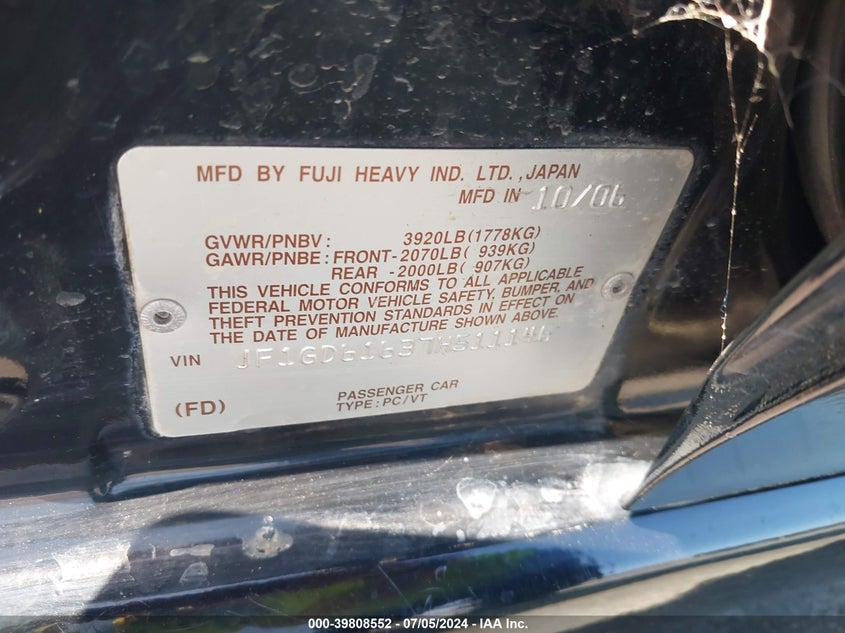 MFD BY FUJI HEAVY IND. LTD.,JAPAN
MFD IN 10/06
GVWR/PNBV: 3920LB(1778KG)
GAWR/PNBE:FRONT-2070LB( 939KG)
REAR -2000LB( 907KG)
THIS VEHICLE CONFORMS TO ALL APPLICABLE
FEDERAL MOTOR VEHICLE SAFETY, BUMPER, AND
THEFT PREVENTION STANDARDS IN EFFECT ON
THE DATE OF MANUFACTURE SHOWN ABOVE.
VIN
PASSENGER CAR
(FD) TYPE:PC/VT
000-39808552 - 07/05/2024 - IAA Inc.